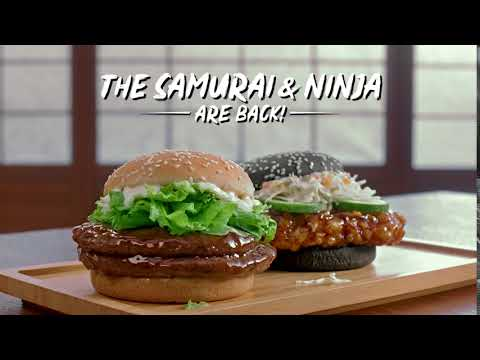 THE SAMURAI & NINJA
ARE BACK!